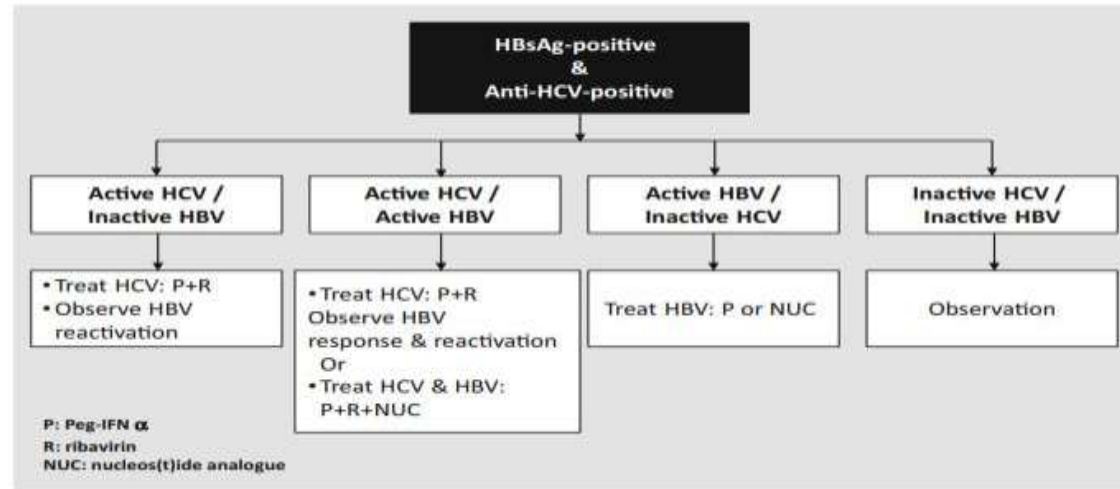 HBsAg-positive
&
Anti-HCV-positive
Active HCV /
Inactive HBV
Active HCV /
Active HBV
Active HBV /
Inactive HCV
Inactive HCV /
Inactive HBV
•Treat HCV: P+R
•Observe HBV
reactivation
•Treat HCV: P+R
Observe HBV
response & reactivation
Or
•Treat HCV & HBV:
P+R+NUC
Treat HBV: P or NUC
Observation
P: Peg-IFN α
R: ribavirin
NUC: nucleos(t)ide analogue